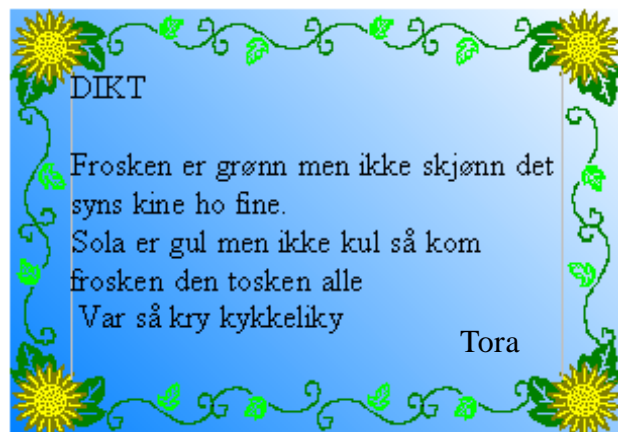 DIKT
Frosken er grønn men ikke skjønn det
syns kine ho fine.
Sola er gul men ikke kul så kom
frosken den tosken alle
Var så kry kykkeliky
Tora